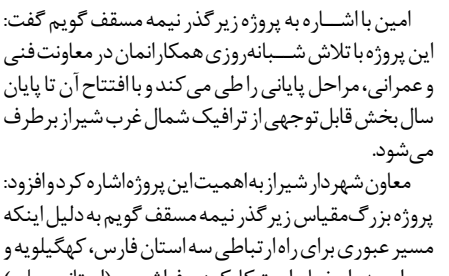 امین با اشاره به پروژه زیرگذر نیمه مسقف گویم گفت:
این پروژه با تلاش شبانه‌روزی همکارانمان در معاونت فنی
و عمرانی، مراحل پایانی را طی می‌کند و با افتتاح آن تا پایان
سال بخش قابل توجهی از ترافیک شمال غرب شیراز برطرف
می‌شود.
معاون شهردار شیراز به اهمیت این پروژه اشاره کرد و افزود:
پروژه بزرگ‌مقیاس زیرگذر نیمه مسقف گویم به دلیل اینکه
مسیر عبوری برای راه ارتباطی سه استان فارس، کهگیلویه و